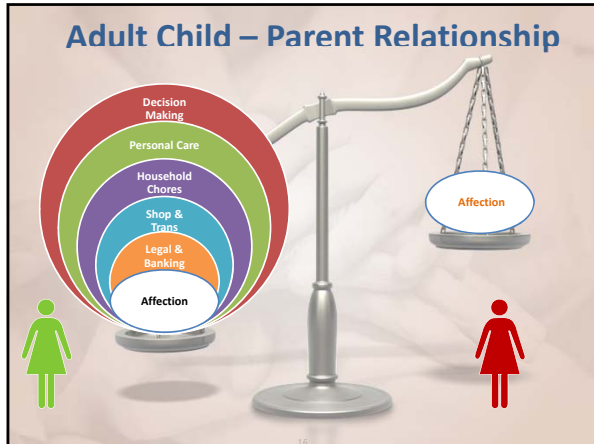 Adult Child – Parent Relationship
Decision
Making
Personal Care
Household
Chores
Shop &
Trans
Legal &
Banking
Affection
Affection
16